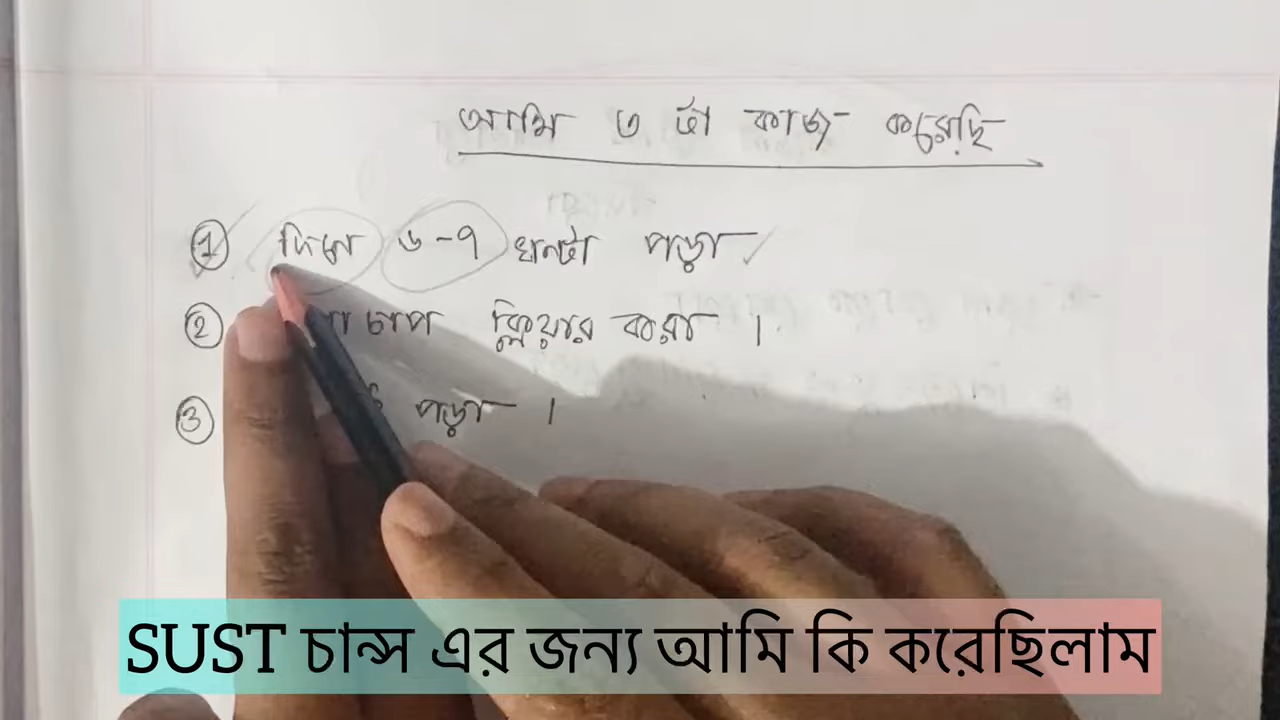 আমি ৩ টা কাজ করেছি
① দিনে ৬-৭ ঘন্টা পড়া
② চাপ ক্লিয়ার করা ।
③ পড়া ।
SUST চান্স এর জন্য আমি কি করেছিলাম